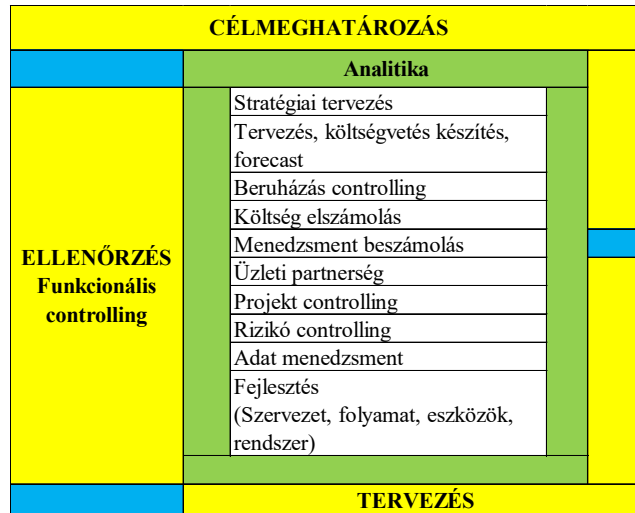 CÉLMEGHATÁROZÁS
Analitika
Stratégiai tervezés
Tervezés, költségvetés készítés,
forecast
Beruházás controlling
Költség elszámolás
Menedzsment beszámolás
Üzleti partnerség
Projekt controlling
Rizikó controlling
Adat menedzsment
Fejlesztés
(Szervezet, folyamat, eszközök,
rendszer)
ELLENŐRZÉS
Funkcionális
controlling
TERVEZÉS